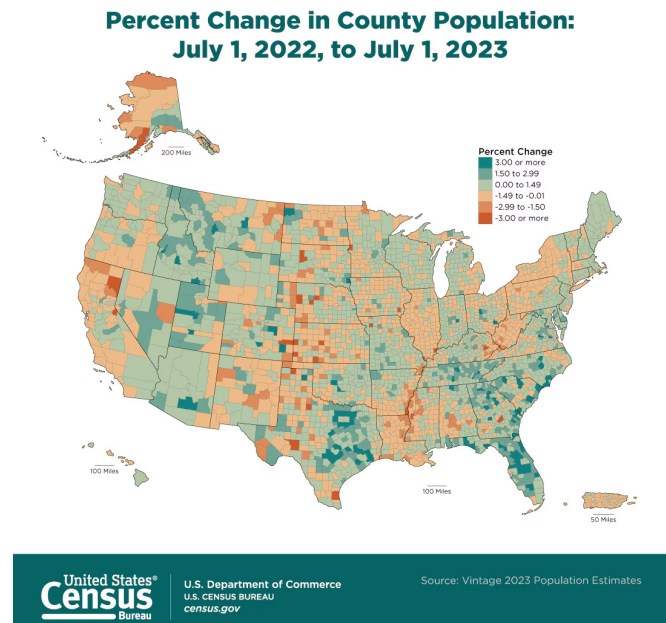 Percent Change in County Population:
July 1, 2022, to July 1, 2023
200 Miles
Percent Change
3.00 or more
1.50 to 2.99
0.00 to 1.49
-1.49 to -0.01
-2.99 to -1.50
-3.00 or more
100 Miles
100 Miles
50 Miles
United States®
Census
Bureau
U.S. Department of Commerce
U.S. CENSUS BUREAU
census.gov
Source: Vintage 2023 Population Estimates